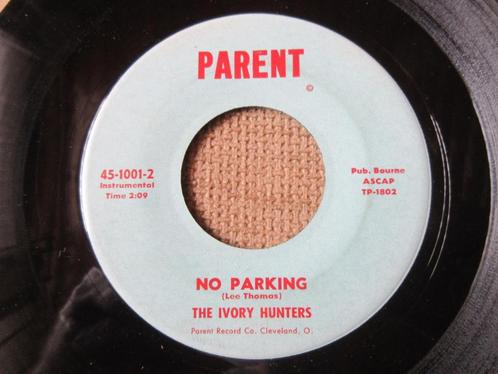 PARENT
©
45-1001-2
Instrumental
Time 2:09
Pub. Bourne
ASCAP
TP-1802
NO PARKING
(Lee Thomas)
THE IVORY HUNTERS
Parent Record Co. Cleveland, O.